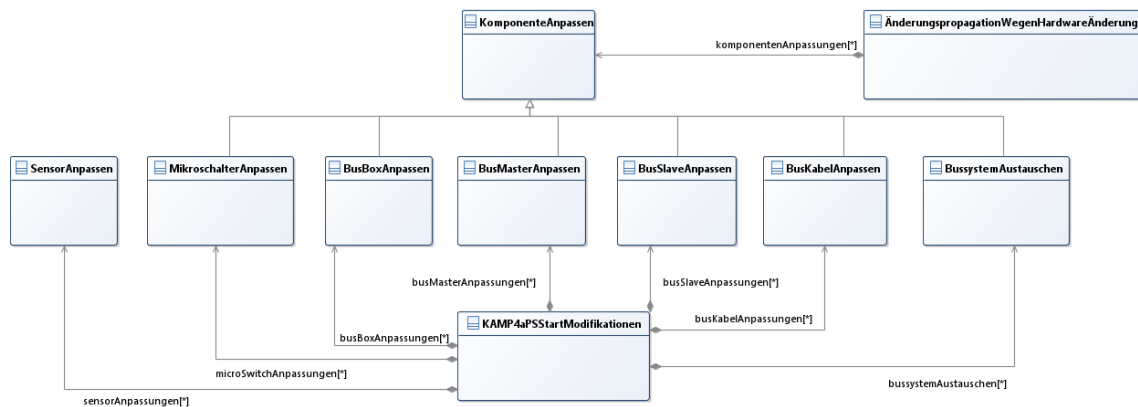 KomponenteAnpassen
ÄnderungspropagationWegenHardwareÄnderung
komponentenAnpassungen[*]
SensorAnpassen
MikroschalterAnpassen
BusBoxAnpassen
BusMasterAnpassen
BusSlaveAnpassen
BusKabelAnpassen
BussystemAustauschen
busMasterAnpassungen[*]
busSlaveAnpassungen[*]
KAMP4aPSStartModifikationen
busKabelAnpassungen[*]
busBoxAnpassungen[*]
microSwitchAnpassungen[*]
bussystemAustauschen[*]
sensorAnpassungen[*]